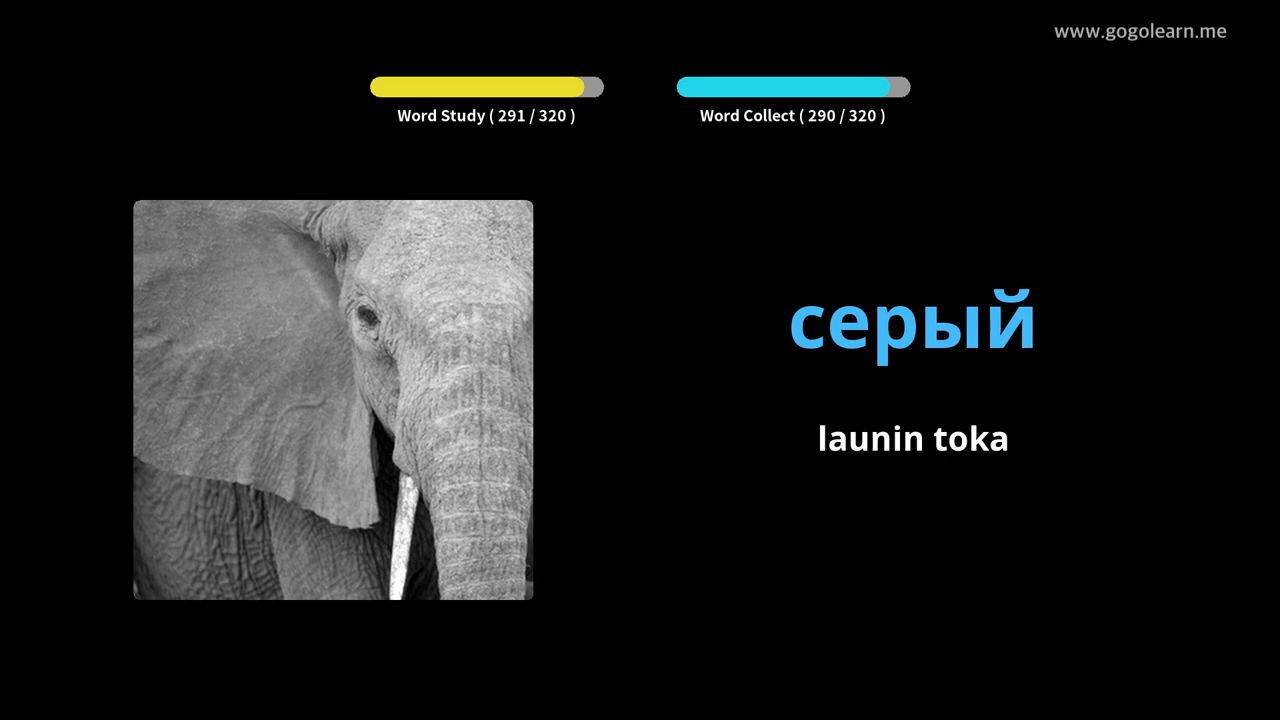 www.gogolearn.me
Word Study ( 291 / 320 )
Word Collect ( 290 / 320 )
серый
launin toka